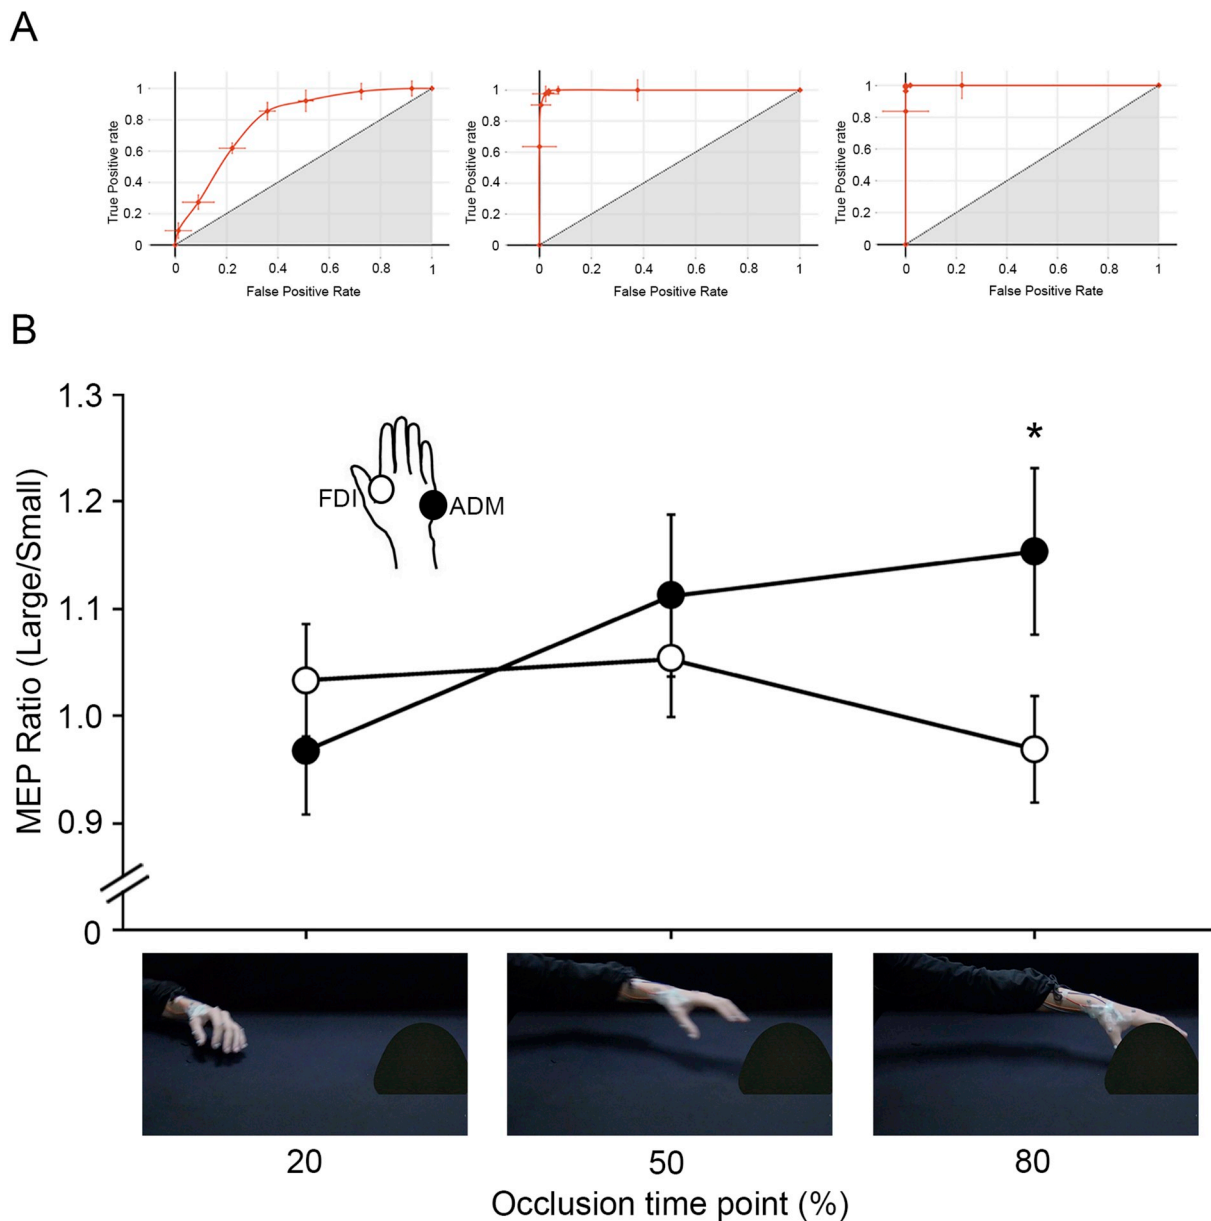 A
True Positive rate
1
0.8
0.6
0.4
0.2
0
0 0.2 0.4 0.6 0.8 1
False Positive Rate
True Positive rate
1
0.8
0.6
0.4
0.2
0
0 0.2 0.4 0.6 0.8 1
False Positive Rate
True Positive rate
1
0.8
0.6
0.4
0.2
0
0 0.2 0.4 0.6 0.8 1
False Positive Rate
B
MEP Ratio (Large/Small)
1.3
1.2
1.1
1.0
0.9
0
FDI
ADM
*
20 50 80
Occlusion time point (%)